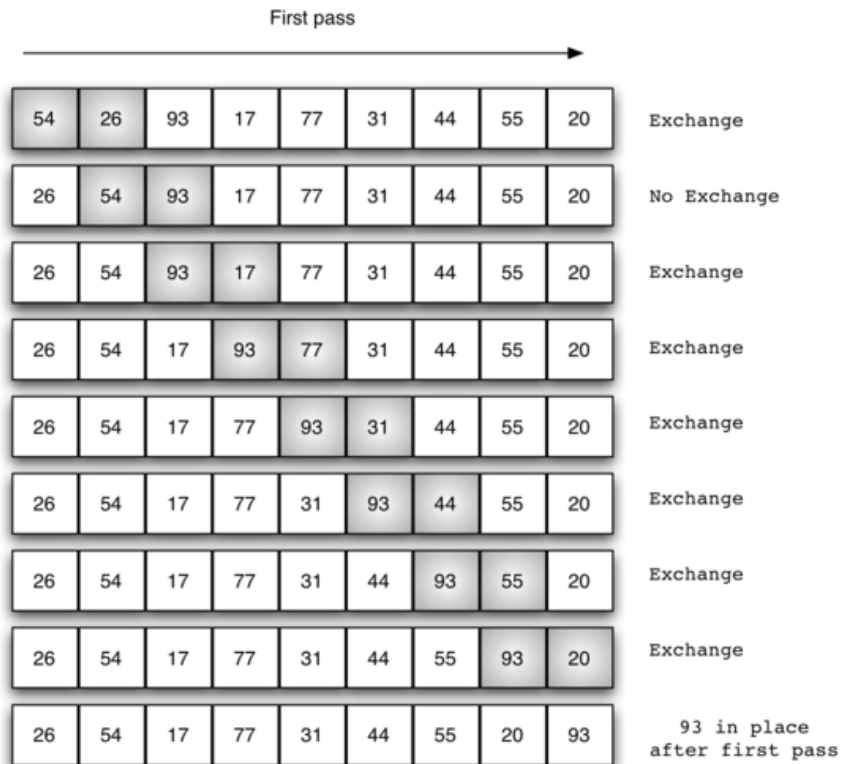 First pass
54 26 93 17 77 31 44 55 20 Exchange
26 54 93 17 77 31 44 55 20 No Exchange
26 54 93 17 77 31 44 55 20 Exchange
26 54 17 93 77 31 44 55 20 Exchange
26 54 17 77 93 31 44 55 20 Exchange
26 54 17 77 31 93 44 55 20 Exchange
26 54 17 77 31 44 93 55 20 Exchange
26 54 17 77 31 44 55 93 20 Exchange
26 54 17 77 31 44 55 20 93 93 in place
after first pass